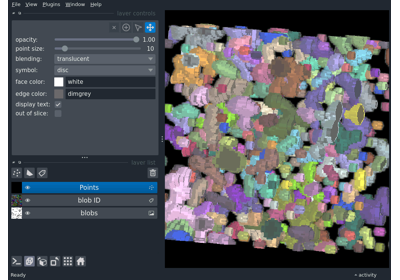 File View Plugins Window Help
layer controls
opacity: 1.00
point size: 10
blending: translucent
symbol: disc
face color: white
edge color: dimgrey
display text:
out of slice:
layer list
Points
blob ID
blobs
Ready
activity